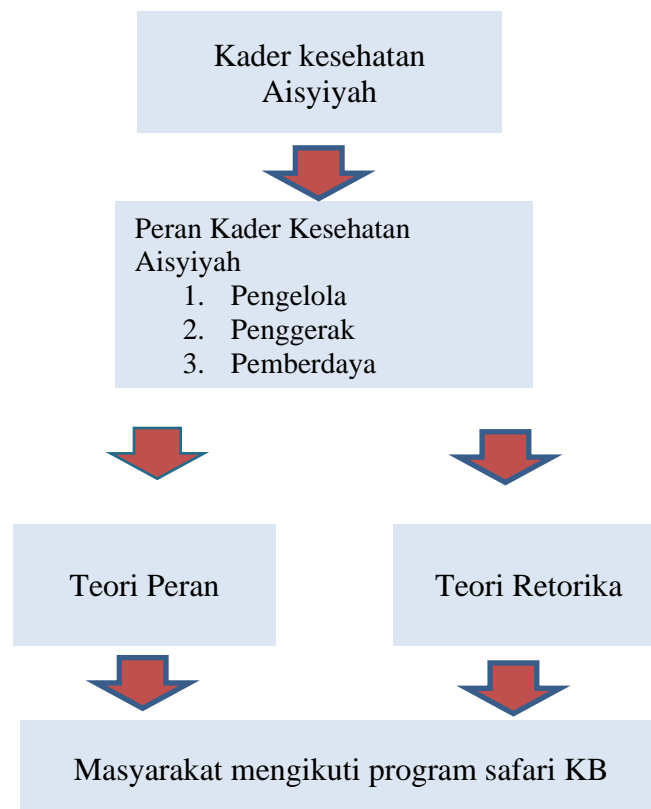 Kader kesehatan
Aisyiyah
Peran Kader Kesehatan
Aisyiyah
1. Pengelola
2. Penggerak
3. Pemberdaya
Teori Peran
Teori Retorika
Masyarakat mengikuti program safari KB